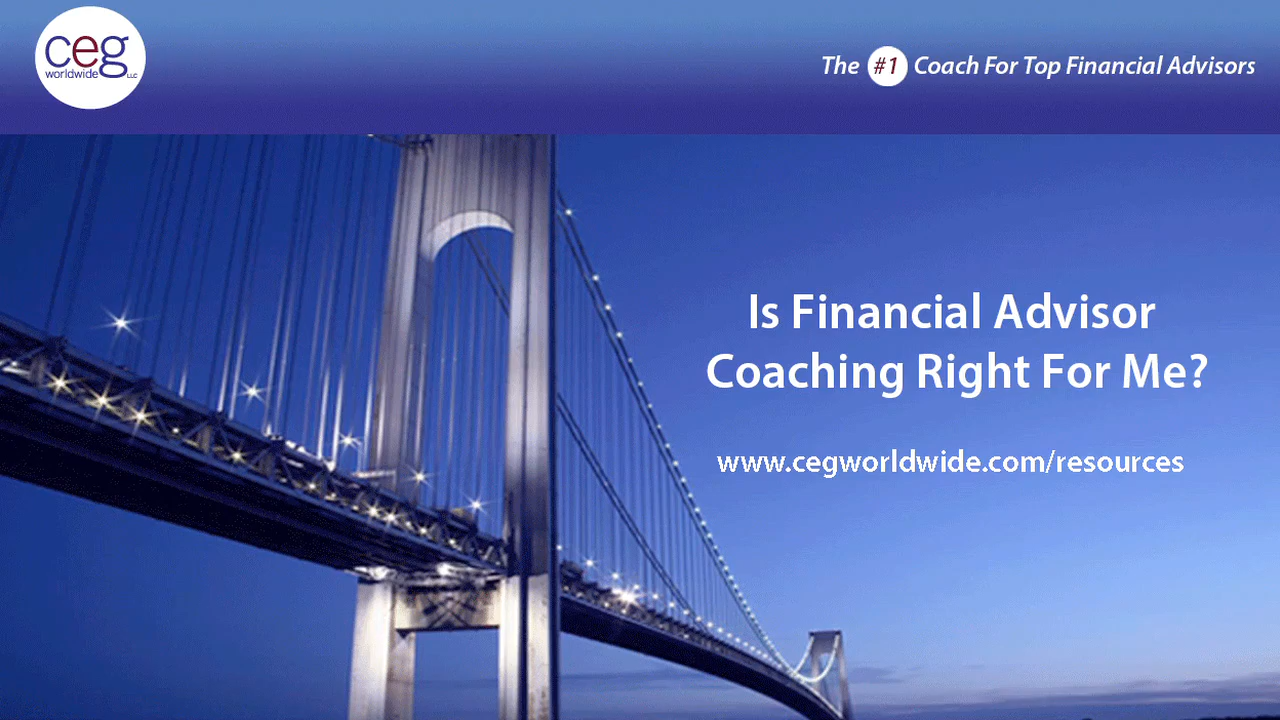 ceg
worldwide LLC
The #1 Coach For Top Financial Advisors
Is Financial Advisor
Coaching Right For Me?
www.cegworldwide.com/resources